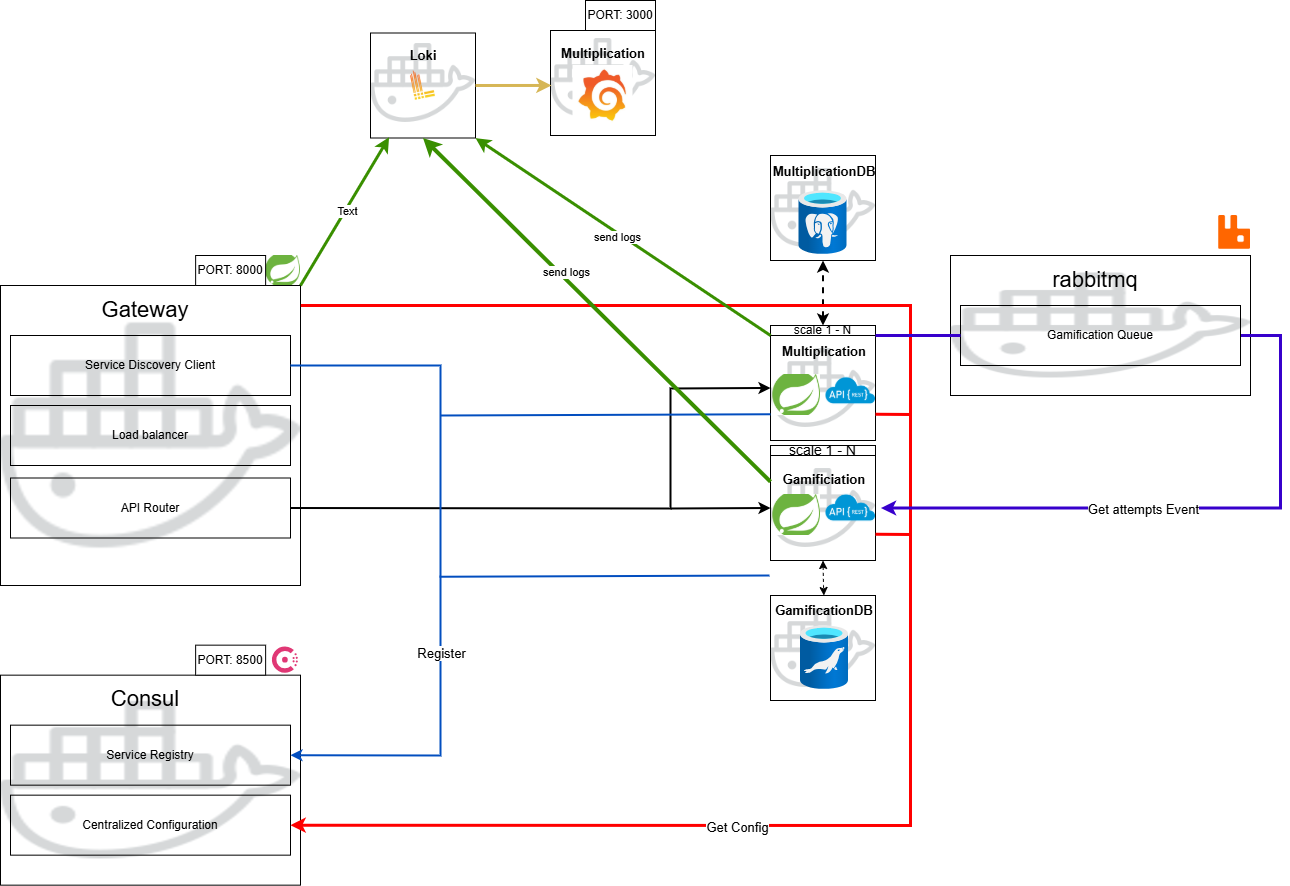 PORT: 3000
Loki
Multiplication
Text
send logs
send logs
MultiplicationDB
PORT: 8000
Gateway
Service Discovery Client
Load balancer
API Router
scale 1 - N
Multiplication
API {REST}
scale 1 - N
Gamificiation
API {REST}
rabbitmq
Gamification Queue
Get attempts Event
GamificationDB
Register
PORT: 8500
Consul
Service Registry
Centralized Configuration
Get Config